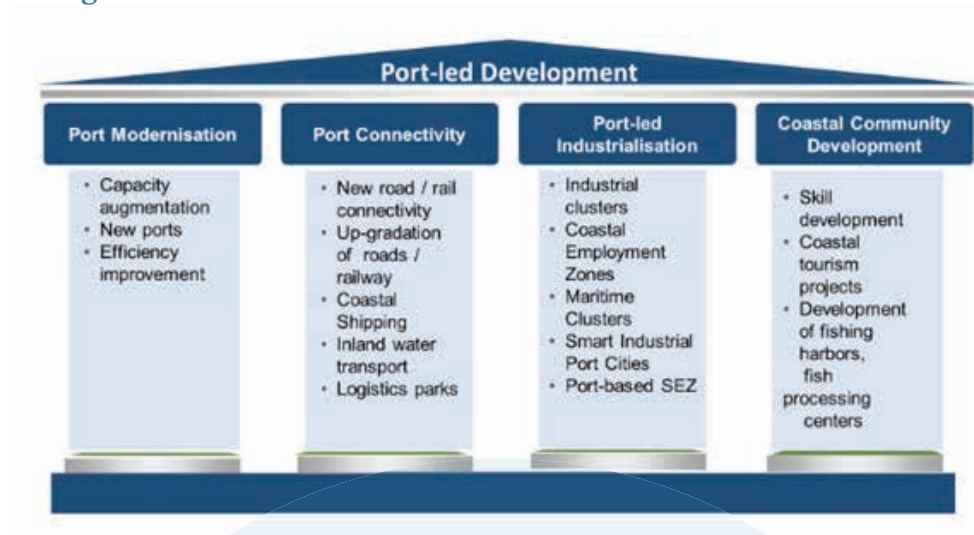 Port-led Development
Port Modernisation
• Capacity
augmentation
• New ports
• Efficiency
improvement
Port Connectivity
• New road / rail
connectivity
• Up-gradation
of roads /
railway
• Coastal
Shipping
• Inland water
transport
• Logistics parks
Port-led
Industrialisation
• Industrial
clusters
• Coastal
Employment
Zones
• Maritime
Clusters
• Smart Industrial
Port Cities
• Port-based SEZ
Coastal Community
Development
• Skill
development
• Coastal
tourism
projects
• Development
of fishing
harbors,
fish
processing
centers